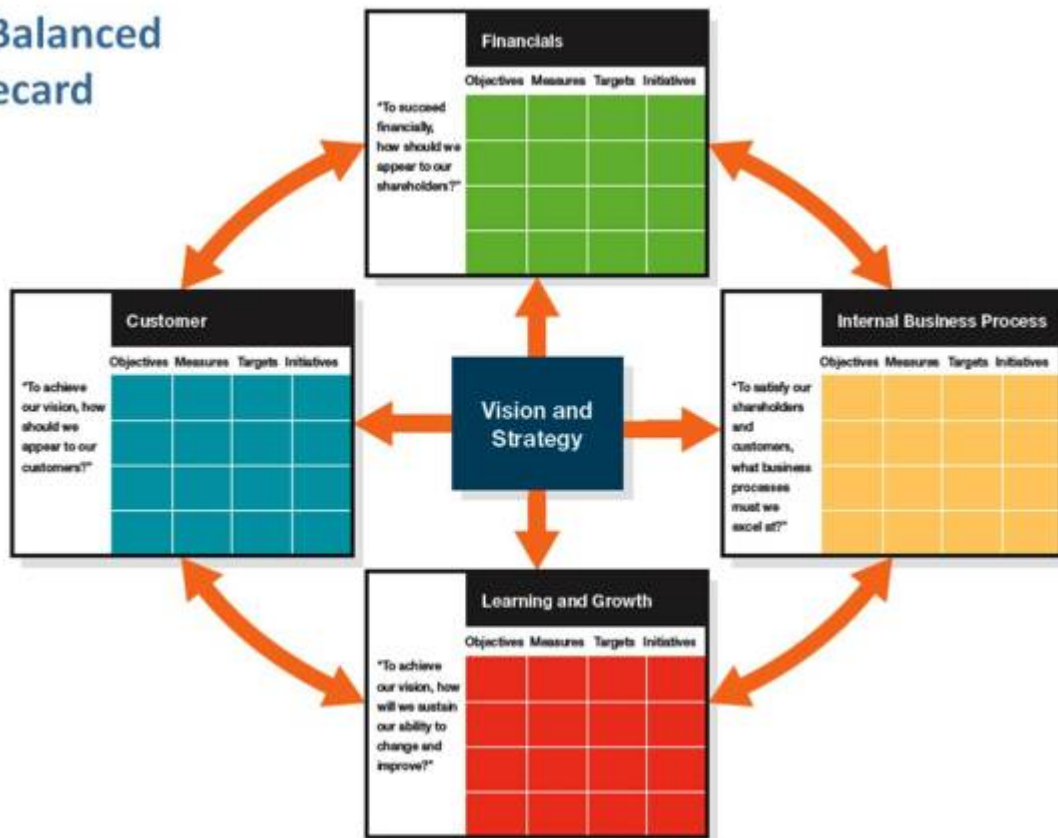 Balanced
ecard
Financials
Objectives Measures Targets Initiatives
"To succeed
financially,
how should we
appear to our
shareholders?"
Customer
Objectives Measures Targets Initiatives
"To achieve
our vision, how
should we
appear to our
customers?"
Vision and
Strategy
Internal Business Process
Objectives Measures Targets Initiatives
"To satisfy our
shareholders
and
customers,
what business
processes
must we
excel at?"
Learning and Growth
Objectives Measures Targets Initiatives
"To achieve
our vision, how
will we sustain
our ability to
change and
improve?"